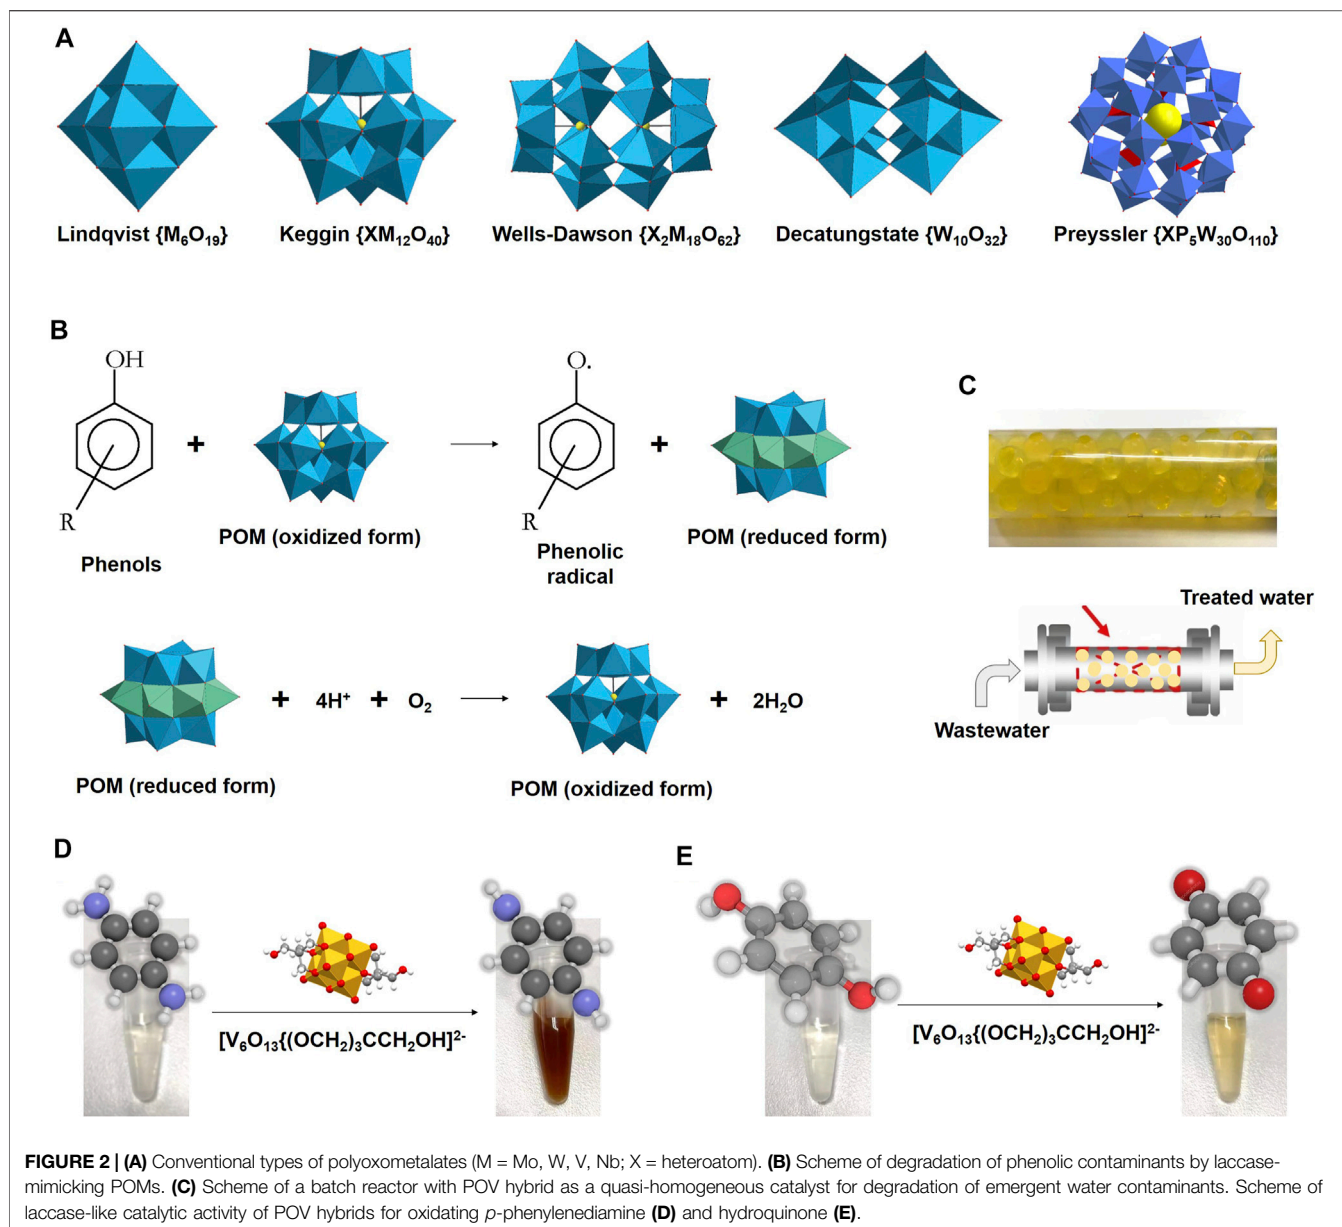 A
Lindqvist {M₆O₁₉}
Keggin {XM₁₂O₄₀}
Wells-Dawson {X₂M₁₈O₆₂}
Decatungstate {W₁₀O₃₂}
Preyssler {XP₅W₃₀O₁₁₀}
B
OH
R
Phenols
+
POM (oxidized form)
O.
R
Phenolic
radical
+
POM (reduced form)
POM (reduced form)
+
4H⁺
+
O₂
POM (oxidized form)
+
2H₂O
C
Treated water
Wastewater
D
[V₆O₁₃{(OCH₂)₃CCH₂OH]²⁻
E
[V₆O₁₃{(OCH₂)₃CCH₂OH]²⁻
FIGURE 2 | (A) Conventional types of polyoxometalates (M = Mo, W, V, Nb; X = heteroatom). (B) Scheme of degradation of phenolic contaminants by laccase-
mimicking POMs. (C) Scheme of a batch reactor with POV hybrid as a quasi-homogeneous catalyst for degradation of emergent water contaminants. Scheme of
laccase-like catalytic activity of POV hybrids for oxidating p-phenylenediamine (D) and hydroquinone (E).